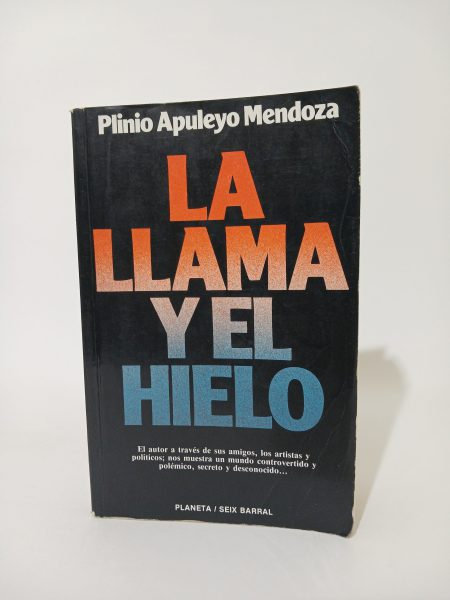 Plinio Apuleyo Mendoza
LA
LLAMA
Y EL
HIELO
El autor a través de sus amigos, los artistas y
políticos; nos muestra un mundo controvertido y
polémico, secreto y desconocido...
PLANETA / SEIX BARRAL